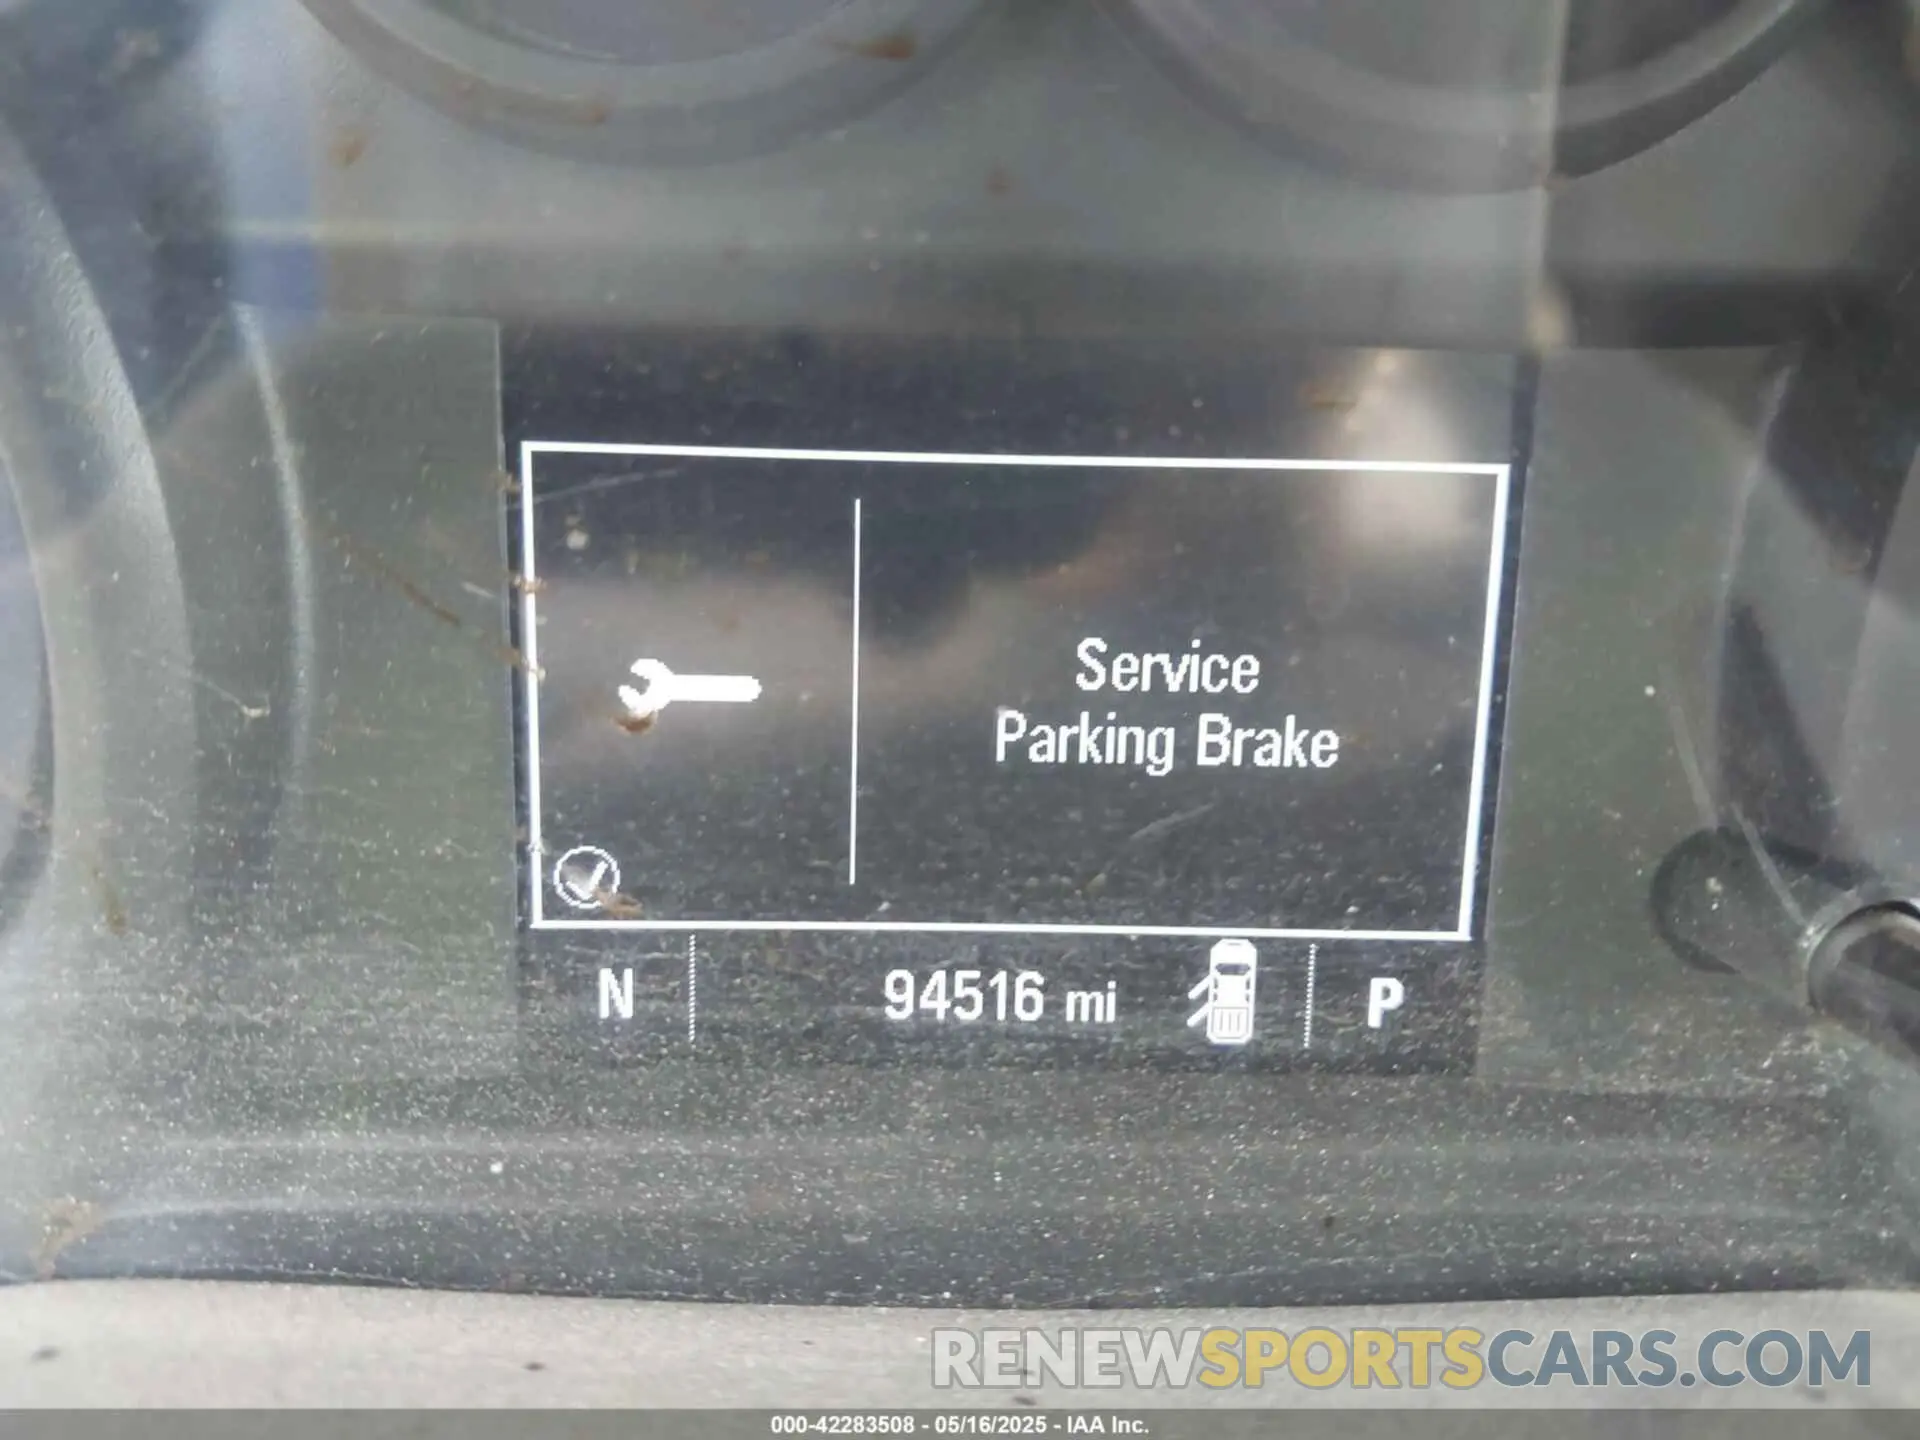 Service
Parking Brake
N 94516 mi P
RENEWSPORTSCARS.COM
000-42283508 - 05/16/2025 - IAA Inc.